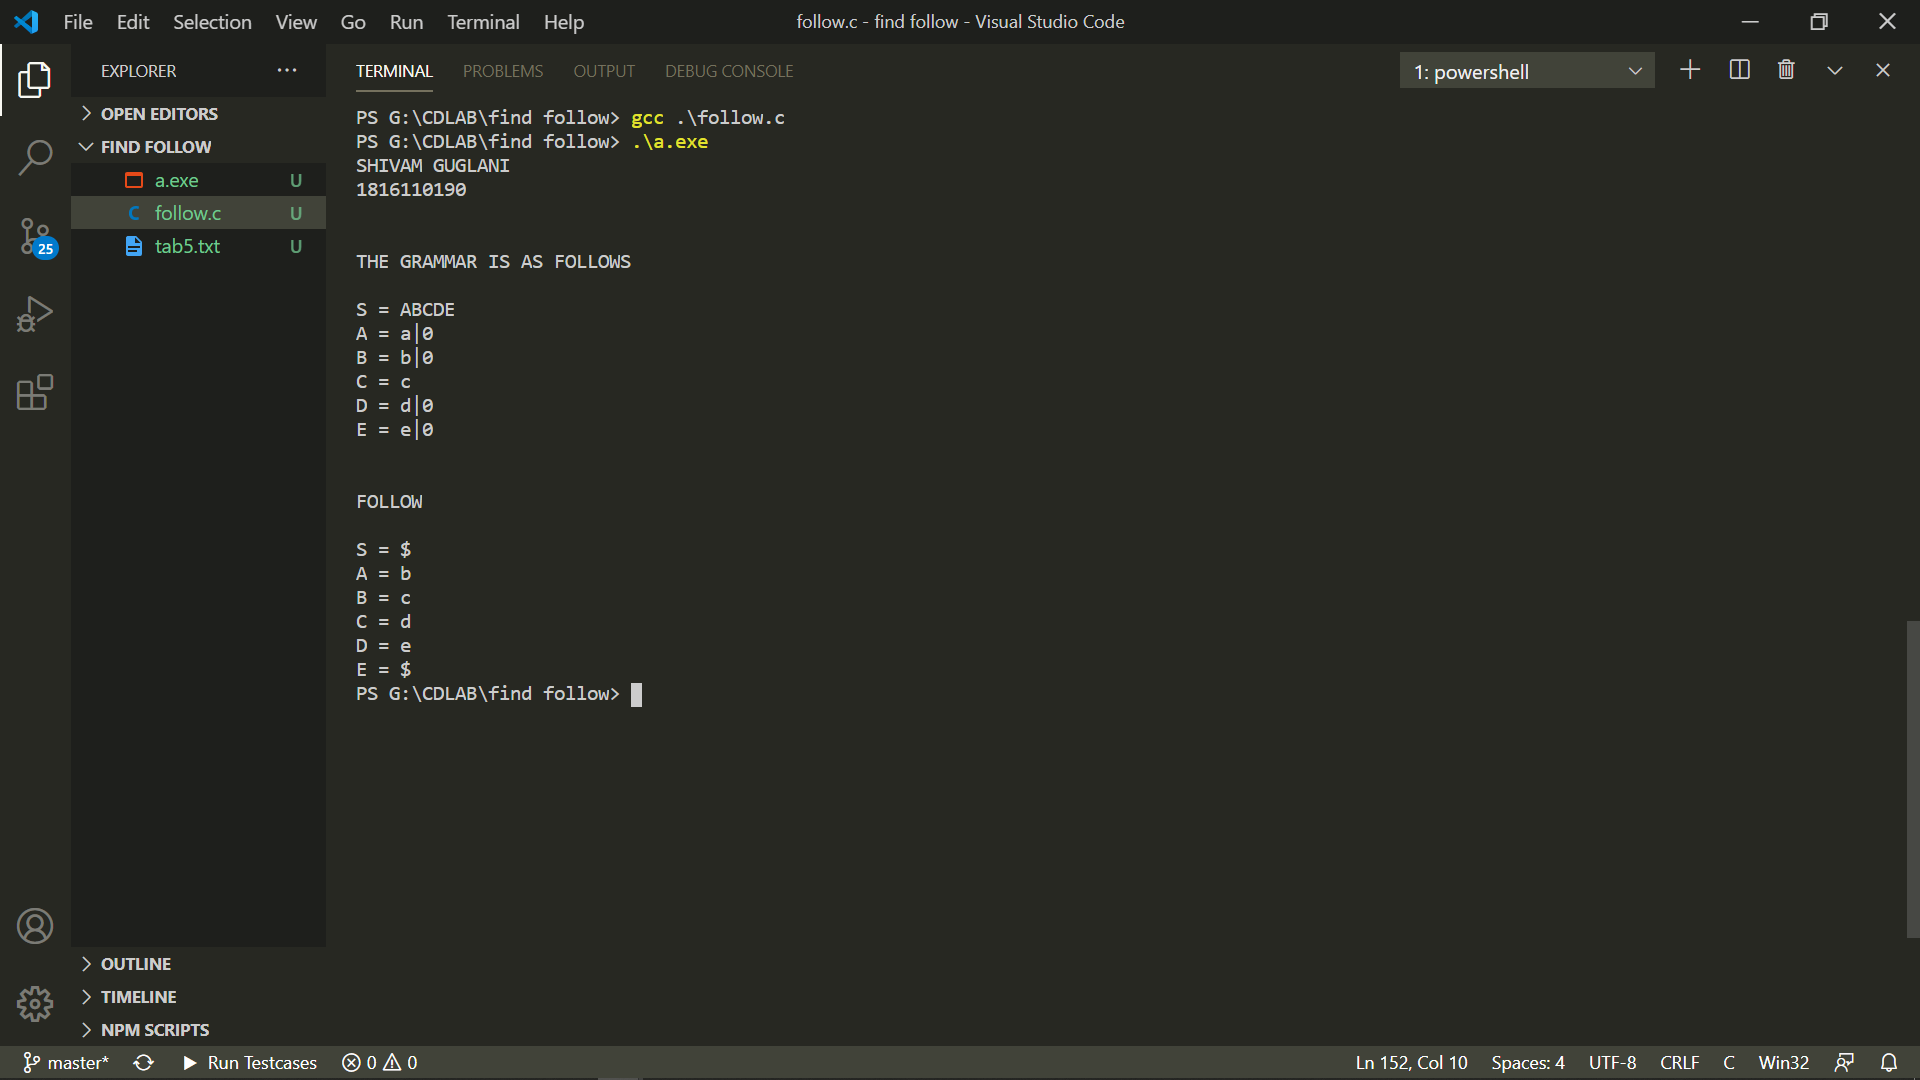 File Edit Selection View Go Run Terminal Help follow.c - find follow - Visual Studio Code
EXPLORER
OPEN EDITORS
FIND FOLLOW
a.exe U
follow.c U
tab5.txt U
25
OUTLINE
TIMELINE
NPM SCRIPTS
TERMINAL PROBLEMS OUTPUT DEBUG CONSOLE 1: powershell
PS G:\CDLAB\find follow> gcc .\follow.c
PS G:\CDLAB\find follow> .\a.exe
SHIVAM GUGLANI
1816110190
THE GRAMMAR IS AS FOLLOWS
S = ABCDE
A = a|0
B = b|0
C = c
D = d|0
E = e|0
FOLLOW
S = $
A = b
B = c
C = d
D = e
E = $
PS G:\CDLAB\find follow>
master* Run Testcases 0 0 Ln 152, Col 10 Spaces: 4 UTF-8 CRLF C Win32